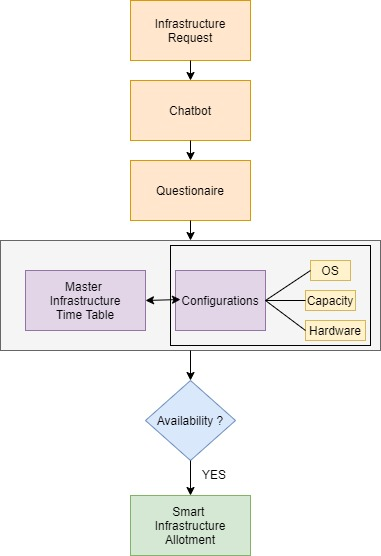 Infrastructure
Request
Chatbot
Questionaire
Master
Infrastructure
Time Table
Configurations
OS
Capacity
Hardware
Availability ?
YES
Smart
Infrastructure
Allotment